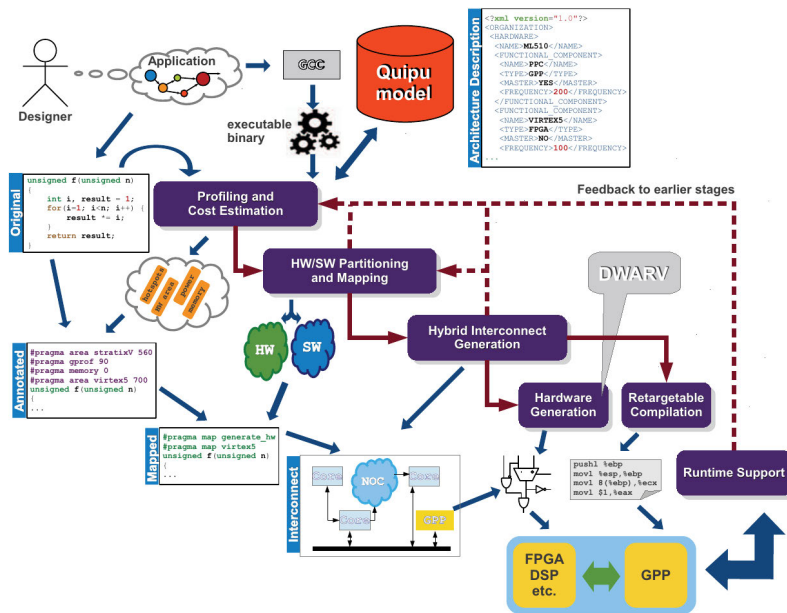 Designer
Application
GCC
executable
binary
Quipu
model
Architecture Description
<?xml version="1.0"?>
<ORGANIZATION>
<HARDWARE>
<NAME>ML510</NAME>
<FUNCTIONAL_COMPONENT>
<NAME>PPC</NAME>
<TYPE>GPP</TYPE>
<MASTER>YES</MASTER>
<FREQUENCY>200</FREQUENCY>
</FUNCTIONAL_COMPONENT>
<FUNCTIONAL_COMPONENT>
<NAME>VIRTEX5</NAME>
<TYPE>FPGA</TYPE>
<MASTER>NO</MASTER>
<FREQUENCY>100</FREQUENCY>
...
Original
unsigned f(unsigned n)
{
int i, result = 1;
for(i=1; i<n; i++) {
result *= i;
}
return result;
}
Profiling and
Cost Estimation
Feedback to earlier stages
hotspots
HW area
power
memory
HW/SW Partitioning
and Mapping
DWARV
HW
SW
Hybrid Interconnect
Generation
Annotated
#pragma area stratixV 560
#pragma gprof 90
#pragma memory 0
#pragma area virtex5 700
unsigned f(unsigned n)
{
...
Hardware
Generation
Retargetable
Compilation
Mapped
#pragma map generate_hw
#pragma map virtex5
unsigned f(unsigned n)
{
...
Interconnect
Core
NOC
Core
Core
GPP
pushl %ebp
movl %esp,%ebp
movl 8(%ebp),%ecx
movl $1,%eax
Runtime Support
FPGA
DSP
etc.
GPP